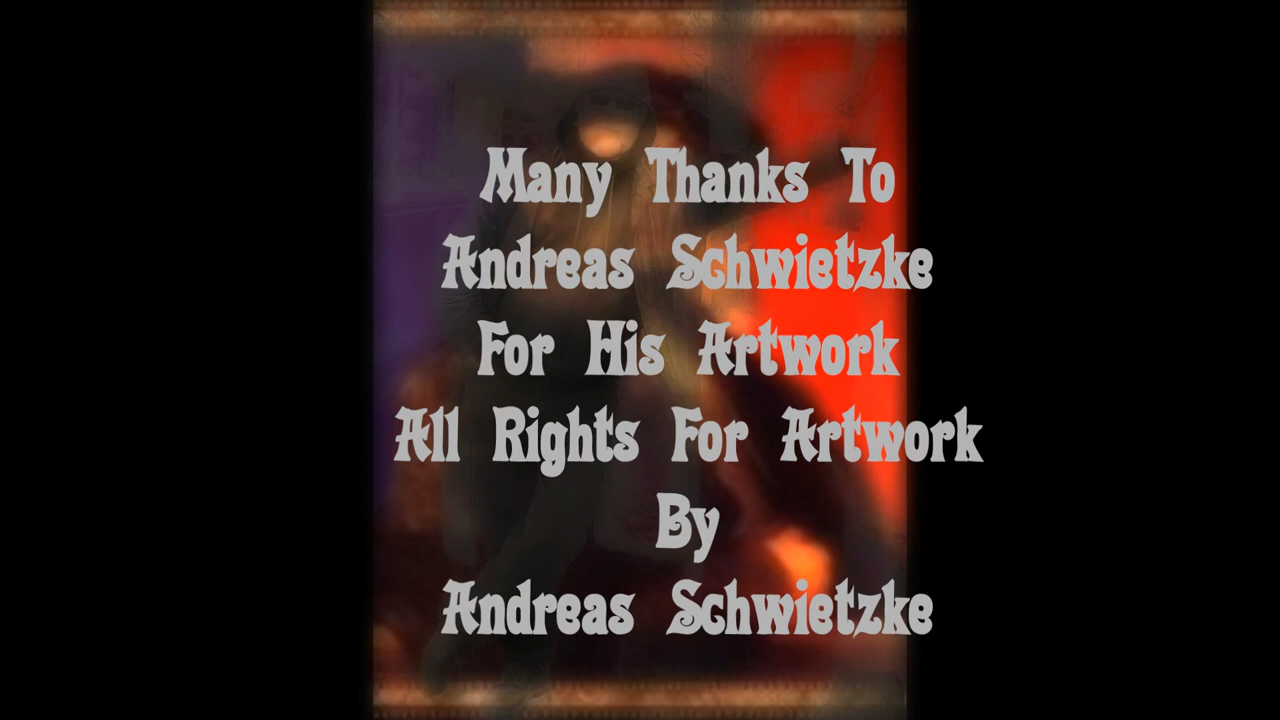 Many Thanks To
Andreas Schwietzke
For His Artwork
All Rights For Artwork
By
Andreas Schwietzke